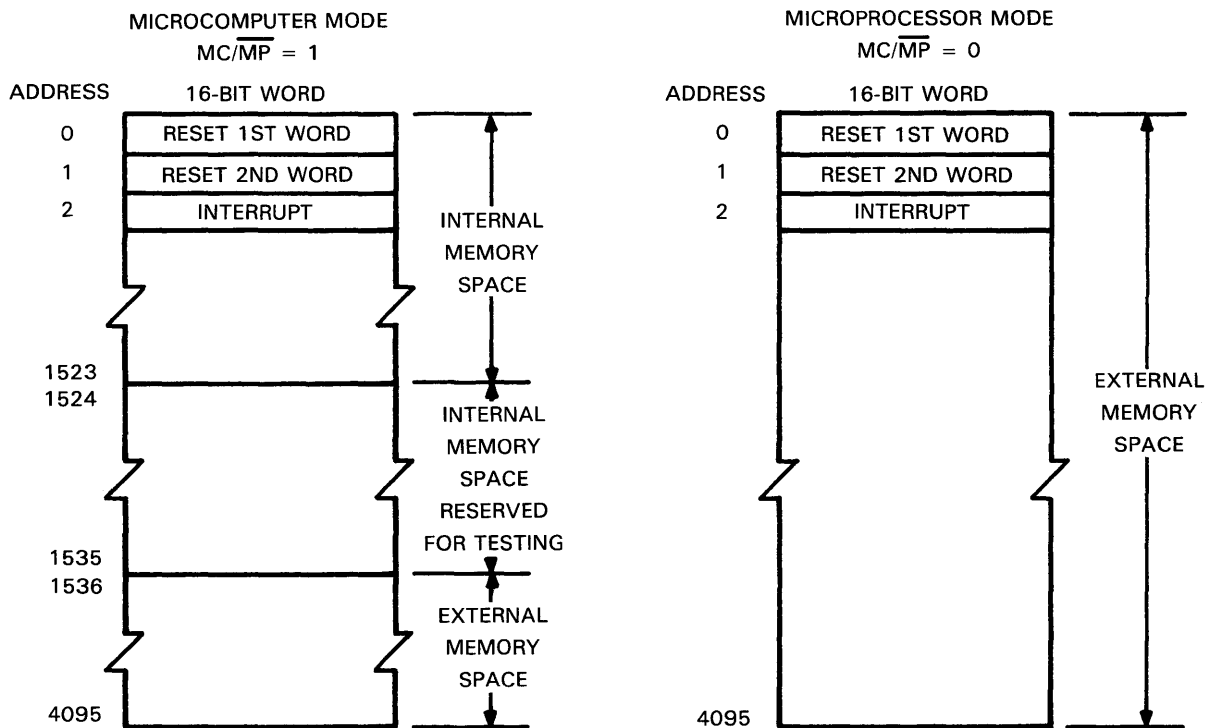 MICROCOMPUTER MODE
MC/M̅P̅ = 1
ADDRESS 16-BIT WORD
0 RESET 1ST WORD
1 RESET 2ND WORD
2 INTERRUPT
INTERNAL
MEMORY
SPACE
1523
1524
INTERNAL
MEMORY
SPACE
RESERVED
FOR TESTING
1535
1536
EXTERNAL
MEMORY
SPACE
4095
MICROPROCESSOR MODE
MC/M̅P̅ = 0
ADDRESS 16-BIT WORD
0 RESET 1ST WORD
1 RESET 2ND WORD
2 INTERRUPT
EXTERNAL
MEMORY
SPACE
4095